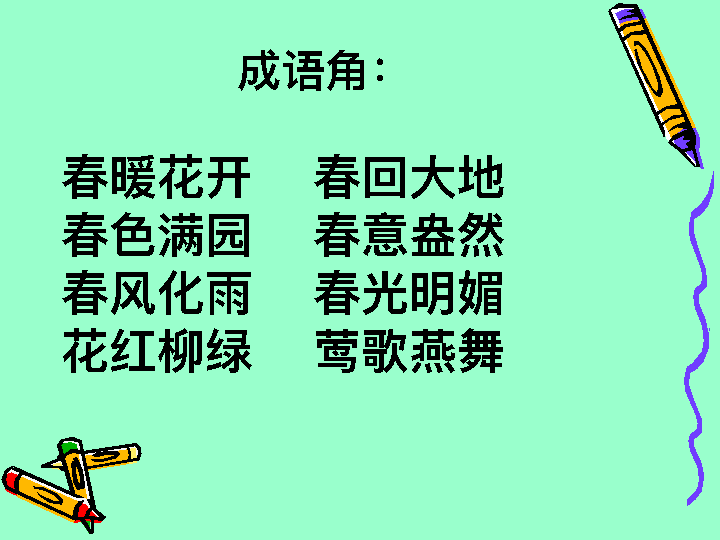 成语角：
春暖花开 春回大地
春色满园 春意盎然
春风化雨 春光明媚
花红柳绿 莺歌燕舞